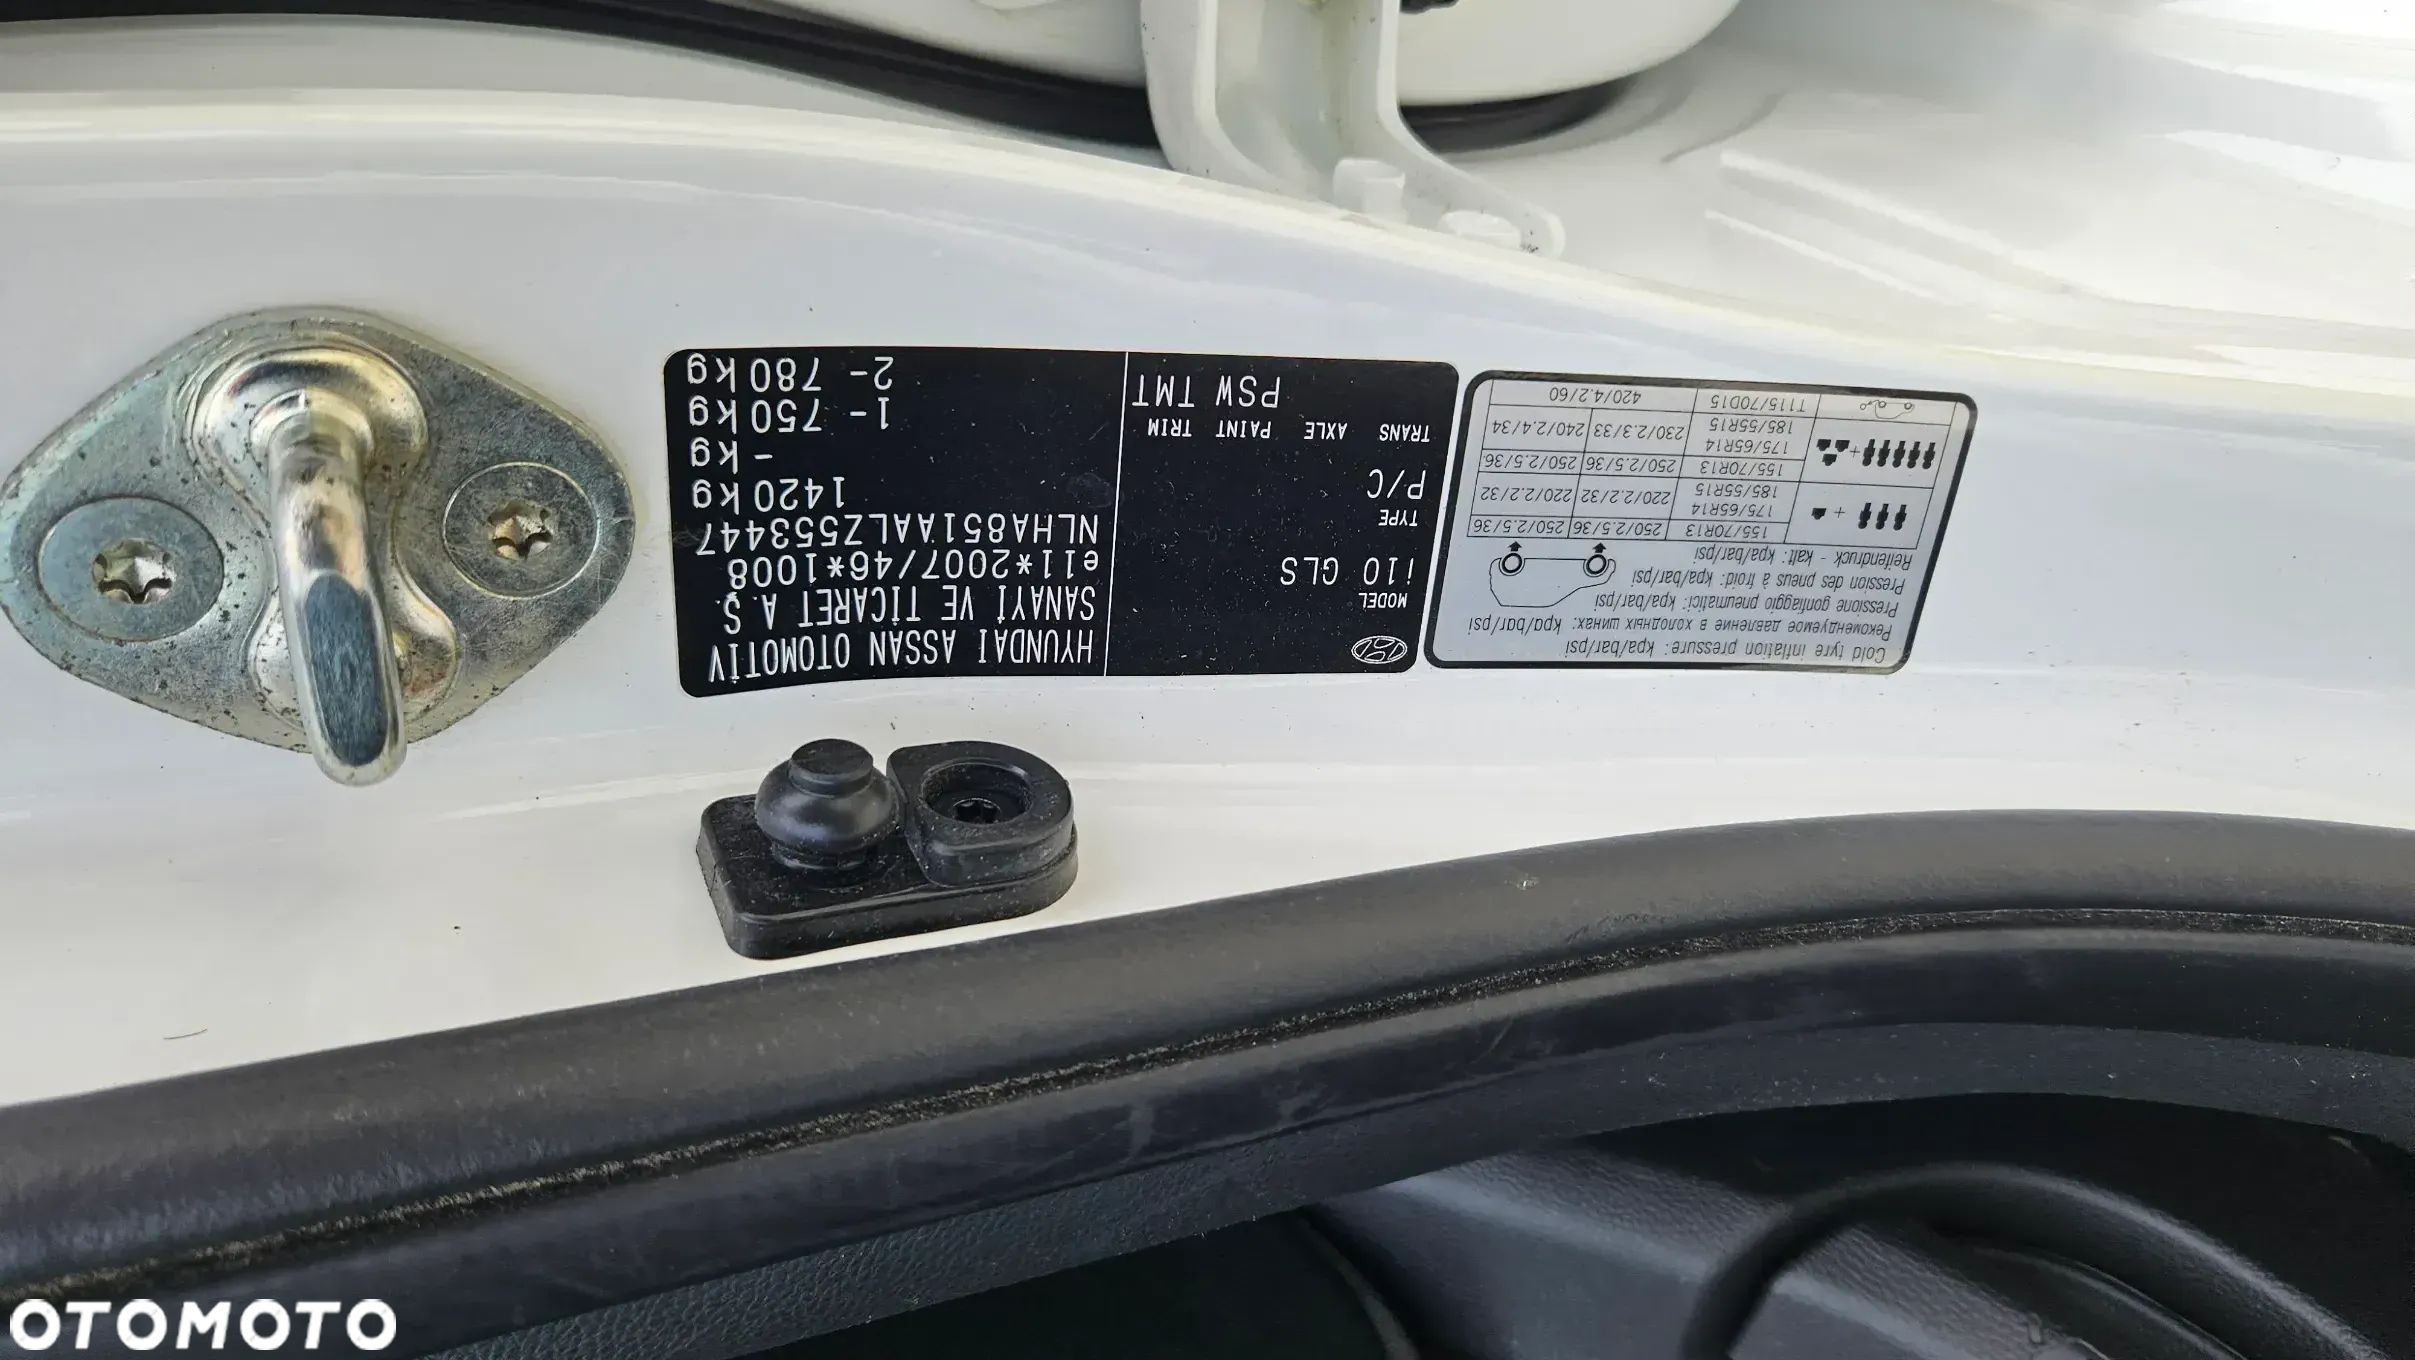 HYUNDAI ASSAN OTOMOTİV
SANAYİ VE TİCARET A.Ş.
e11*2007/46*1008
NLHA851AALZ553447
1420 kg
- kg
1- 750 kg
2- 780 kg
MODEL
i10 GLS
TYPE
P/C
TRANS AXLE PAINT TRIM
PSW TMT
Cold tyre inflation pressure: kpa/bar/psi
Рекомендуемое давление в холодных шинах: kpa/bar/psi
Pressione gonfiaggio pneumatici: kpa/bar/psi
Pression des pneus à froid: kpa/bar/psi
Reifendruck - kalt: kpa/bar/psi
155/70R13 250/2.5/36 250/2.5/36
175/65R14
185/55R15 220/2.2/32 220/2.2/32
155/70R13 250/2.5/36 250/2.5/36
175/65R14
185/55R15 230/2.3/33 240/2.4/34
T115/70D15 420/4.2/60
OTOMOTO